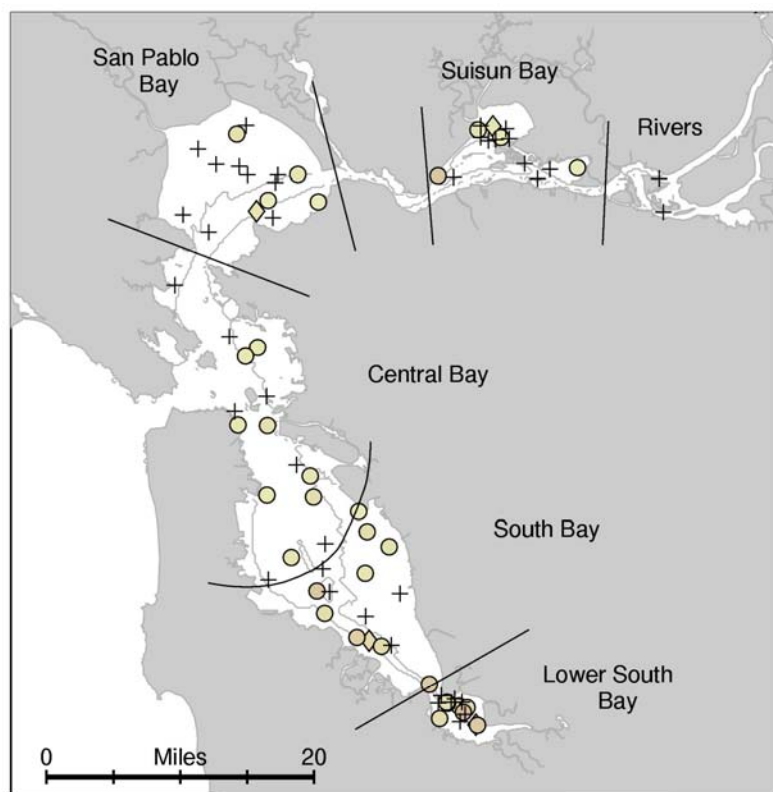 San Pablo
Bay
Suisun Bay
Rivers
Central Bay
South Bay
Lower South
Bay
0 Miles 20